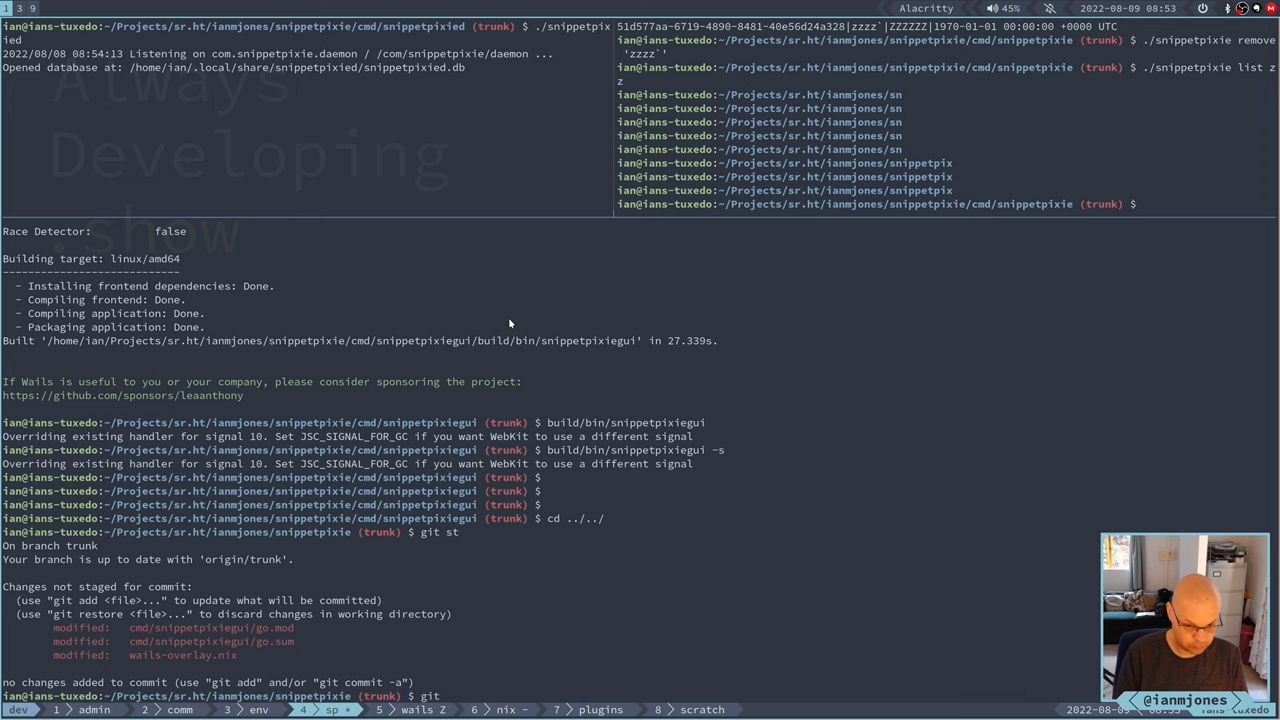 1 3 9
Alacritty 45% 2022-08-09 08:53
ian@ians-tuxedo:~/Projects/sr.ht/ianmjones/snippetpixie/cmd/snippetpixied (trunk) $ ./snippetpix
ied
2022/08/08 08:54:13 Listening on com.snippetpixie.daemon / /com/snippetpixie/daemon ...
Opened database at: /home/ian/.local/share/snippetpixied/snippetpixied.db
Always
Developing
.show
51d577aa-6719-4890-8481-40e56d24a328|zzzz`|ZZZZZZ|1970-01-01 00:00:00 +0000 UTC
ian@ians-tuxedo:~/Projects/sr.ht/ianmjones/snippetpixie/cmd/snippetpixie (trunk) $ ./snippetpixie remove
 'zzzz`'
ian@ians-tuxedo:~/Projects/sr.ht/ianmjones/snippetpixie/cmd/snippetpixie (trunk) $ ./snippetpixie list z
z
ian@ians-tuxedo:~/Projects/sr.ht/ianmjones/sn
ian@ians-tuxedo:~/Projects/sr.ht/ianmjones/sn
ian@ians-tuxedo:~/Projects/sr.ht/ianmjones/sn
ian@ians-tuxedo:~/Projects/sr.ht/ianmjones/sn
ian@ians-tuxedo:~/Projects/sr.ht/ianmjones/sn
ian@ians-tuxedo:~/Projects/sr.ht/ianmjones/snippetpix
ian@ians-tuxedo:~/Projects/sr.ht/ianmjones/snippetpix
ian@ians-tuxedo:~/Projects/sr.ht/ianmjones/snippetpix
ian@ians-tuxedo:~/Projects/sr.ht/ianmjones/snippetpixie/cmd/snippetpixie (trunk) $
Race Detector: false
Building target: linux/amd64
----------------------------
- Installing frontend dependencies: Done.
- Compiling frontend: Done.
- Compiling application: Done.
- Packaging application: Done.
Built '/home/ian/Projects/sr.ht/ianmjones/snippetpixie/cmd/snippetpixiegui/build/bin/snippetpixiegui' in 27.339s.
If Wails is useful to you or your company, please consider sponsoring the project:
https://github.com/sponsors/leaanthony
ian@ians-tuxedo:~/Projects/sr.ht/ianmjones/snippetpixie/cmd/snippetpixiegui (trunk) $ build/bin/snippetpixiegui
Overriding existing handler for signal 10. Set JSC_SIGNAL_FOR_GC if you want WebKit to use a different signal
ian@ians-tuxedo:~/Projects/sr.ht/ianmjones/snippetpixie/cmd/snippetpixiegui (trunk) $ build/bin/snippetpixiegui -s
Overriding existing handler for signal 10. Set JSC_SIGNAL_FOR_GC if you want WebKit to use a different signal
ian@ians-tuxedo:~/Projects/sr.ht/ianmjones/snippetpixie/cmd/snippetpixiegui (trunk) $
ian@ians-tuxedo:~/Projects/sr.ht/ianmjones/snippetpixie/cmd/snippetpixiegui (trunk) $
ian@ians-tuxedo:~/Projects/sr.ht/ianmjones/snippetpixie/cmd/snippetpixiegui (trunk) $
ian@ians-tuxedo:~/Projects/sr.ht/ianmjones/snippetpixie/cmd/snippetpixiegui (trunk) $ cd ../../
ian@ians-tuxedo:~/Projects/sr.ht/ianmjones/snippetpixie (trunk) $ git st
On branch trunk
Your branch is up to date with 'origin/trunk'.
Changes not staged for commit:
(use "git add <file>..." to update what will be committed)
(use "git restore <file>..." to discard changes in working directory)
modified: cmd/snippetpixiegui/go.mod
modified: cmd/snippetpixiegui/go.sum
modified: wails-overlay.nix
no changes added to commit (use "git add" and/or "git commit -a")
ian@ians-tuxedo:~/Projects/sr.ht/ianmjones/snippetpixie (trunk) $ git
@ianmjones
dev 1 admin 2 comm 3 env 4 sp * 5 wails Z 6 nix - 7 plugins 8 scratch